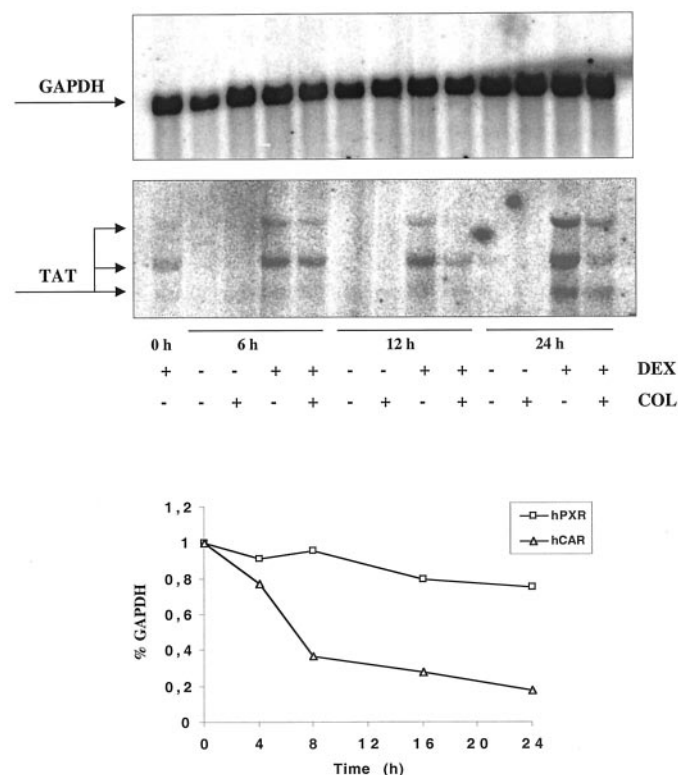 GAPDH
TAT
0 h 6 h 12 h 24 h
+ - - + + - - + + - - + + DEX
- - + - + - + - + - + - + COL
1,2
1
0,8
0,6
0,4
0,2
0
% GAPDH
hPXR
hCAR
0 4 8 12 16 20 24
Time (h)